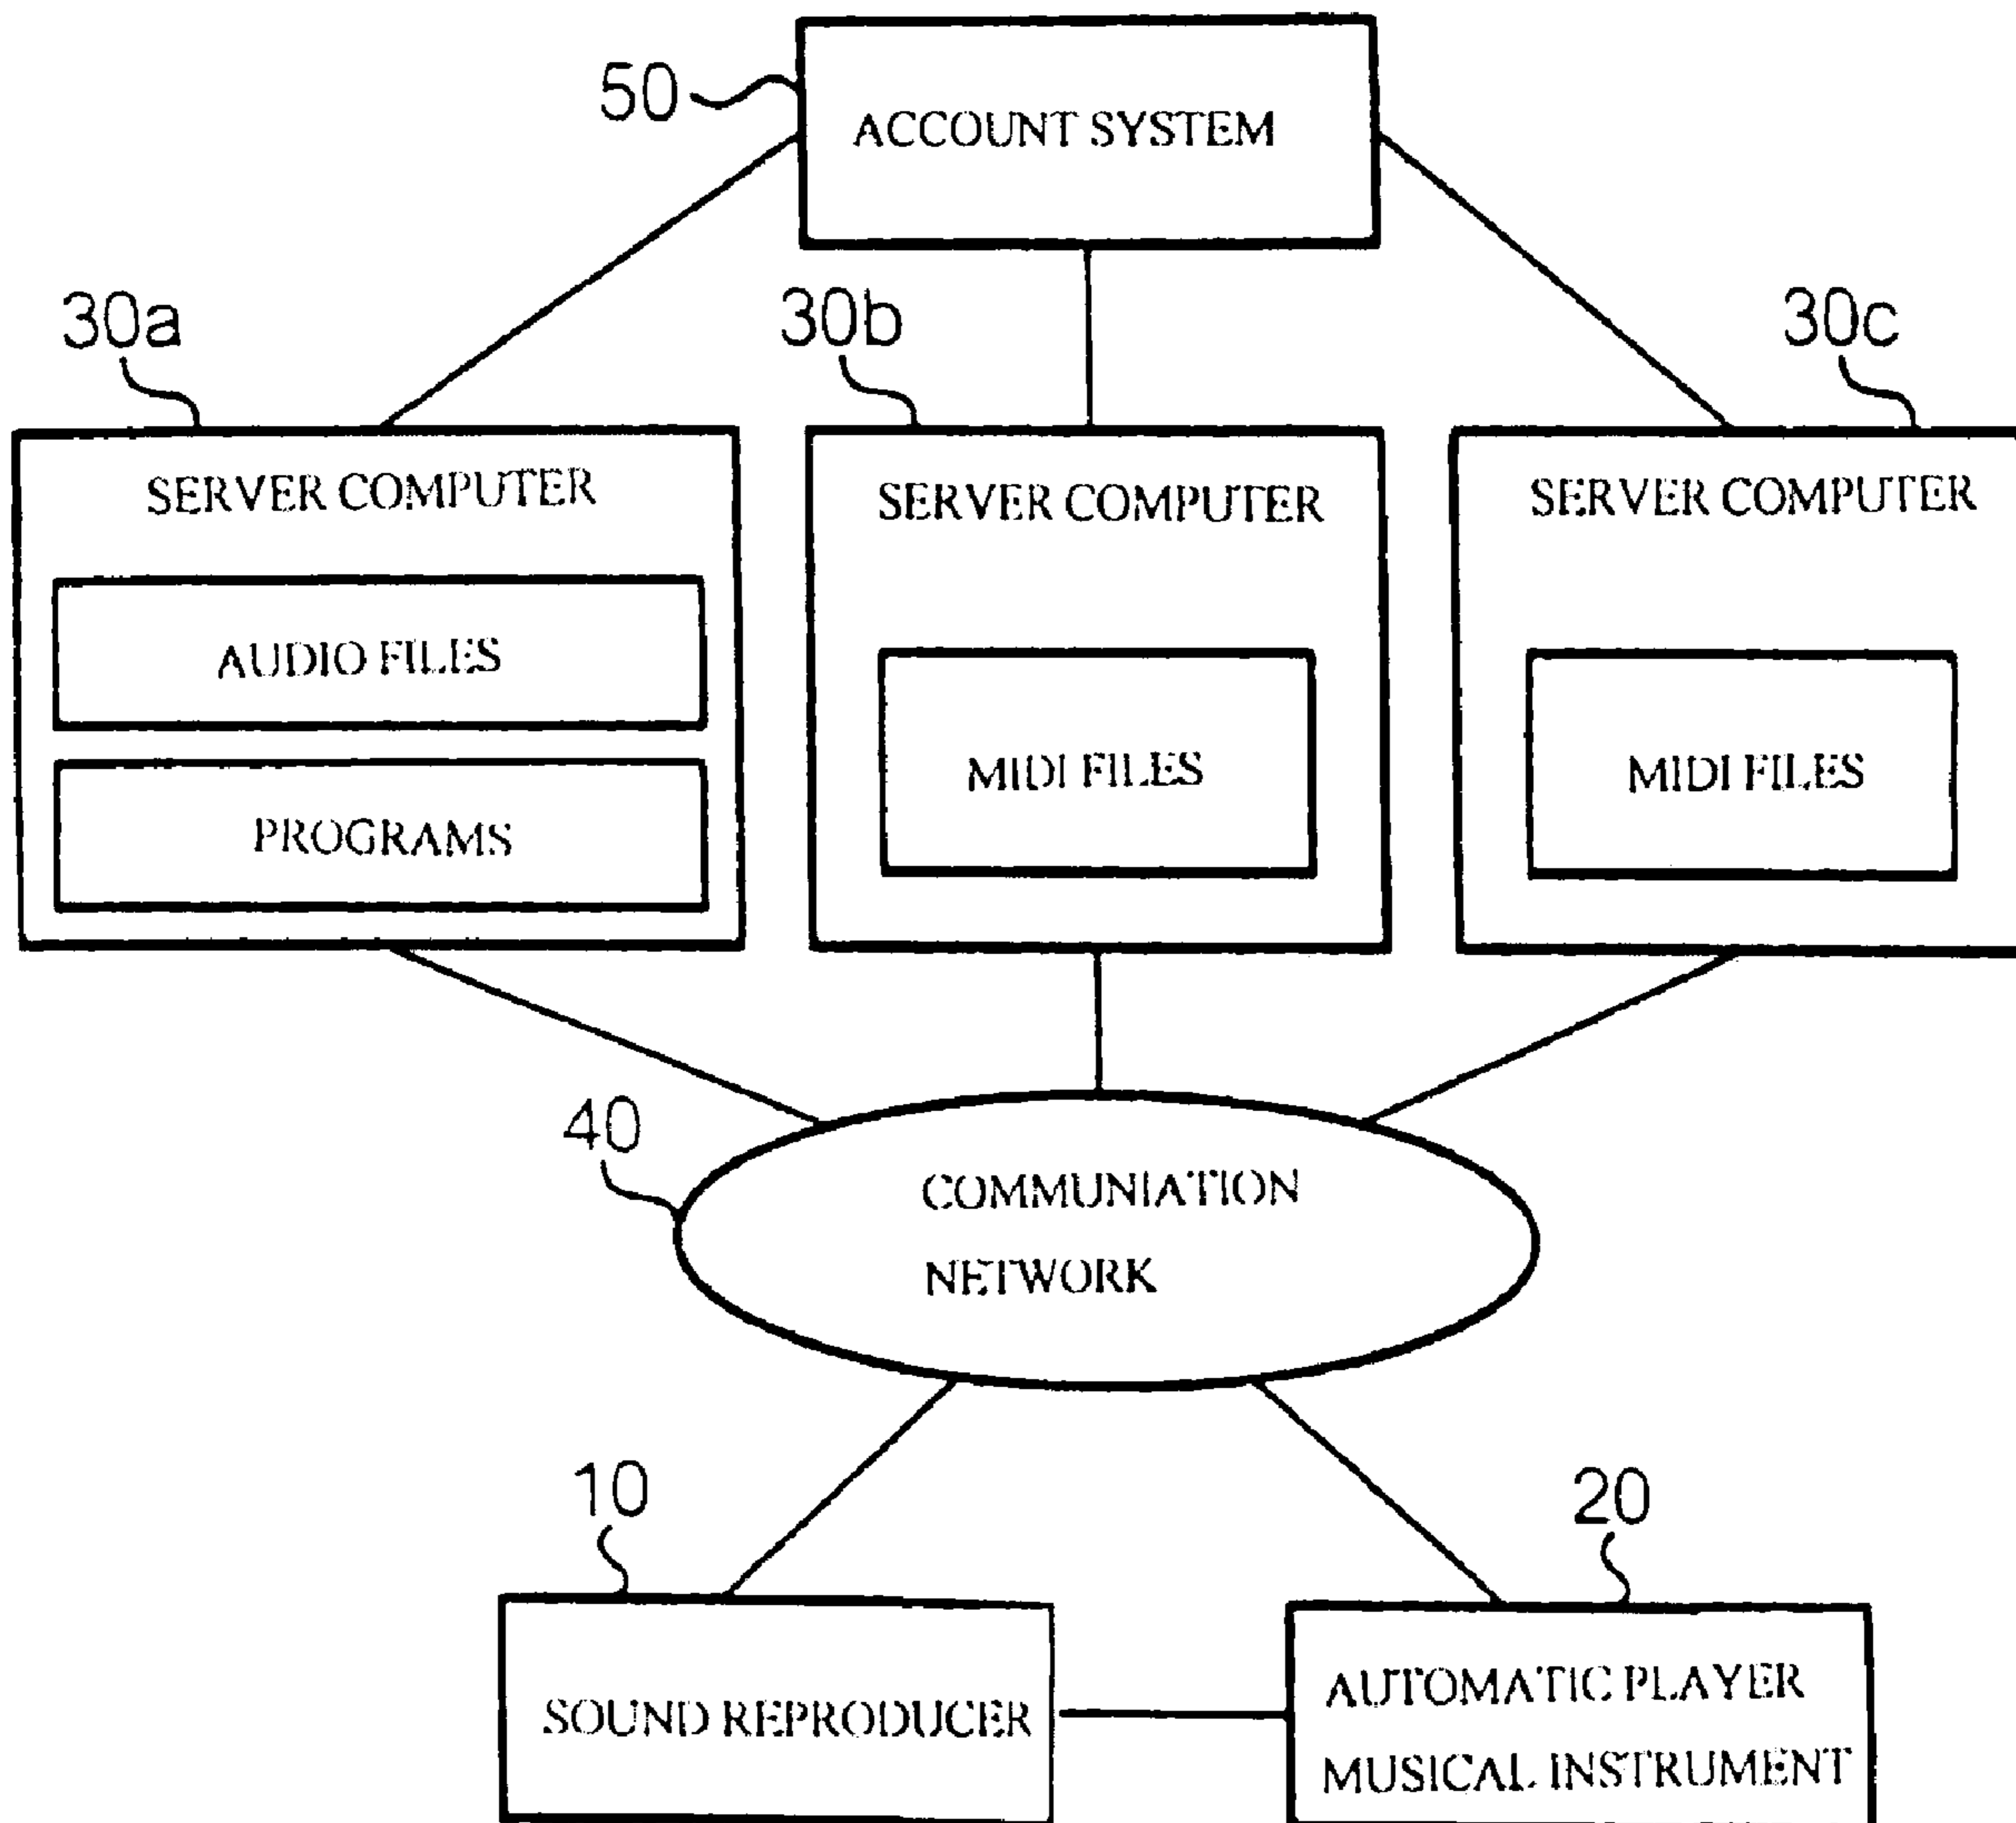 50
ACCOUNT SYSTEM
30a
30b
30c
SERVER COMPUTER
AUDIO FILES
PROGRAMS
SERVER COMPUTER
MIDI FILES
SERVER COMPUTER
MIDI FILES
40
COMMUNIATION
NETWORK
10
SOUND REPRODUCER
20
AUTOMATIC PLAYER
MUSICAL INSTRUMENT